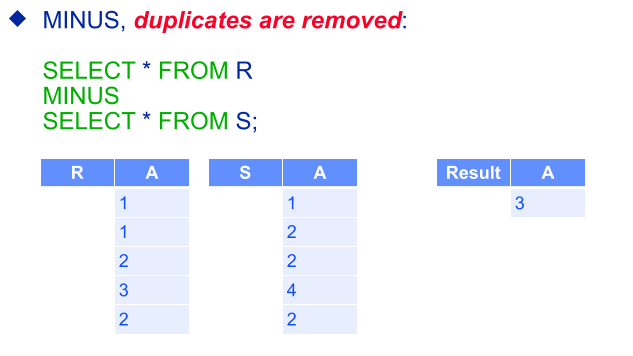 MINUS, duplicates are removed:
SELECT * FROM R
MINUS
SELECT * FROM S;
R A S A Result A
1 1 3
1 2
2 2
3 4
2 2